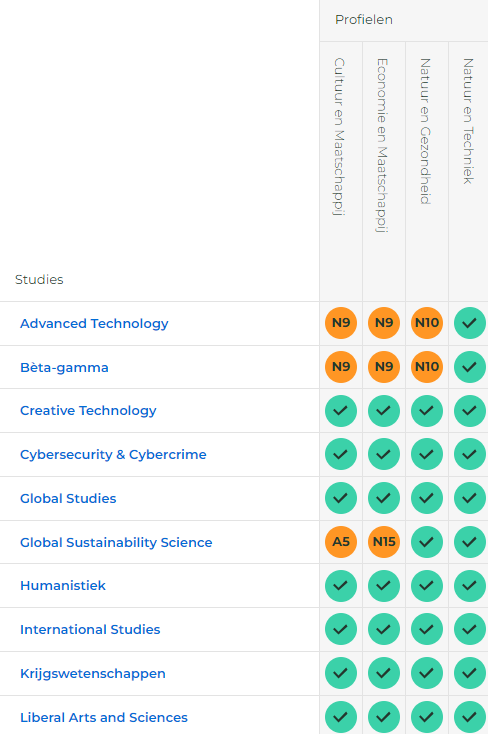 Profielen
Cultuur en Maatschappij
Economie en Maatschappij
Natuur en Gezondheid
Natuur en Techniek
Studies
Advanced Technology N9 N9 N10
Bèta-gamma N9 N9 N10
Creative Technology
Cybersecurity & Cybercrime
Global Studies
Global Sustainability Science A5 N15
Humanistiek
International Studies
Krijgswetenschappen
Liberal Arts and Sciences